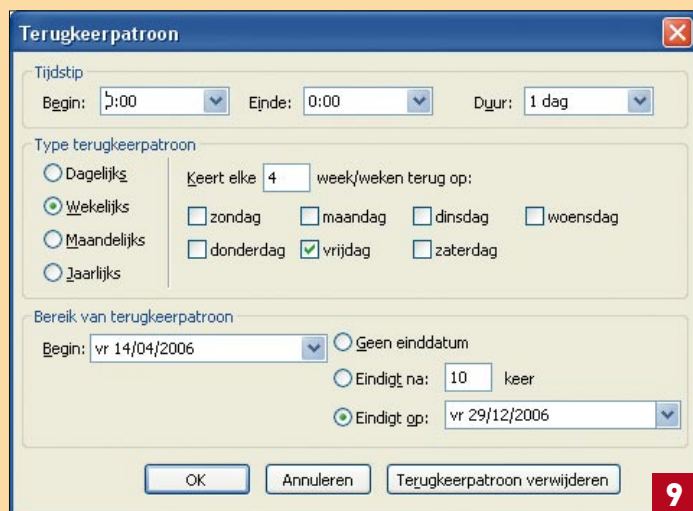 Terugkeerpatroon
Tijdstip
Begin: 0:00 Einde: 0:00 Duur: 1 dag
Type terugkeerpatroon
Dagelijks
Wekelijks
Maandelijks
Jaarlijks
Keert elke 4 week/weken terug op:
zondag maandag dinsdag woensdag
donderdag vrijdag zaterdag
Bereik van terugkeerpatroon
Begin: vr 14/04/2006
Geen einddatum
Eindigt na: 10 keer
Eindigt op: vr 29/12/2006
OK Annuleren Terugkeerpatroon verwijderen
9